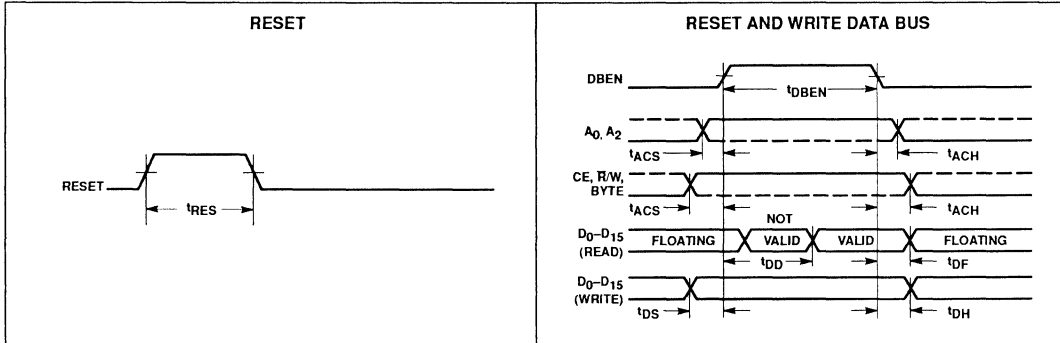 RESET
RESET
tRES
RESET AND WRITE DATA BUS
DBEN
tDBEN
A0, A2
tACS
tACH
CE, R̅/W,
BYTE
tACS
tACH
NOT
D0–D15
(READ)
FLOATING
VALID
VALID
FLOATING
tDD
tDF
D0–D15
(WRITE)
tDS
tDH